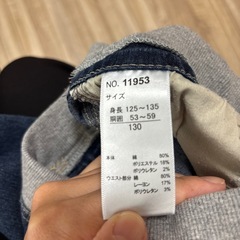 NO. 11953
サイズ
身長 125～135
胴囲 53～59
130
本体 綿 80%
ポリエステル 18%
ポリウレタン 2%
ウエスト部分 綿 80%
レーヨン 17%
ポリウレタン 3%